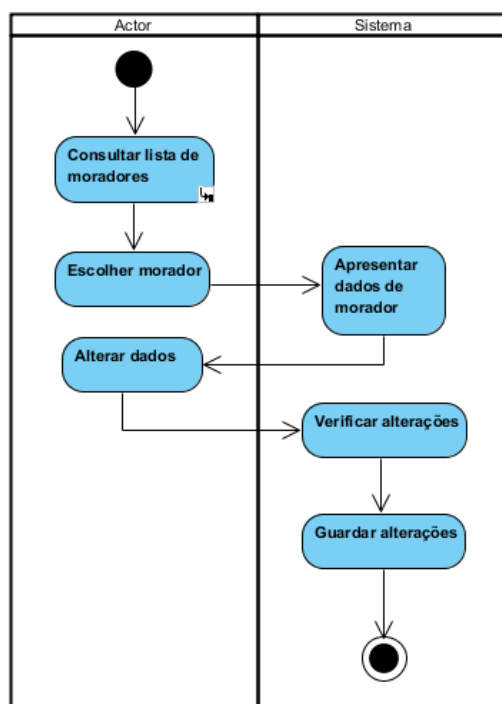 Actor
Sistema
Consultar lista de
moradores
Escolher morador
Apresentar
dados de
morador
Alterar dados
Verificar alterações
Guardar alterações